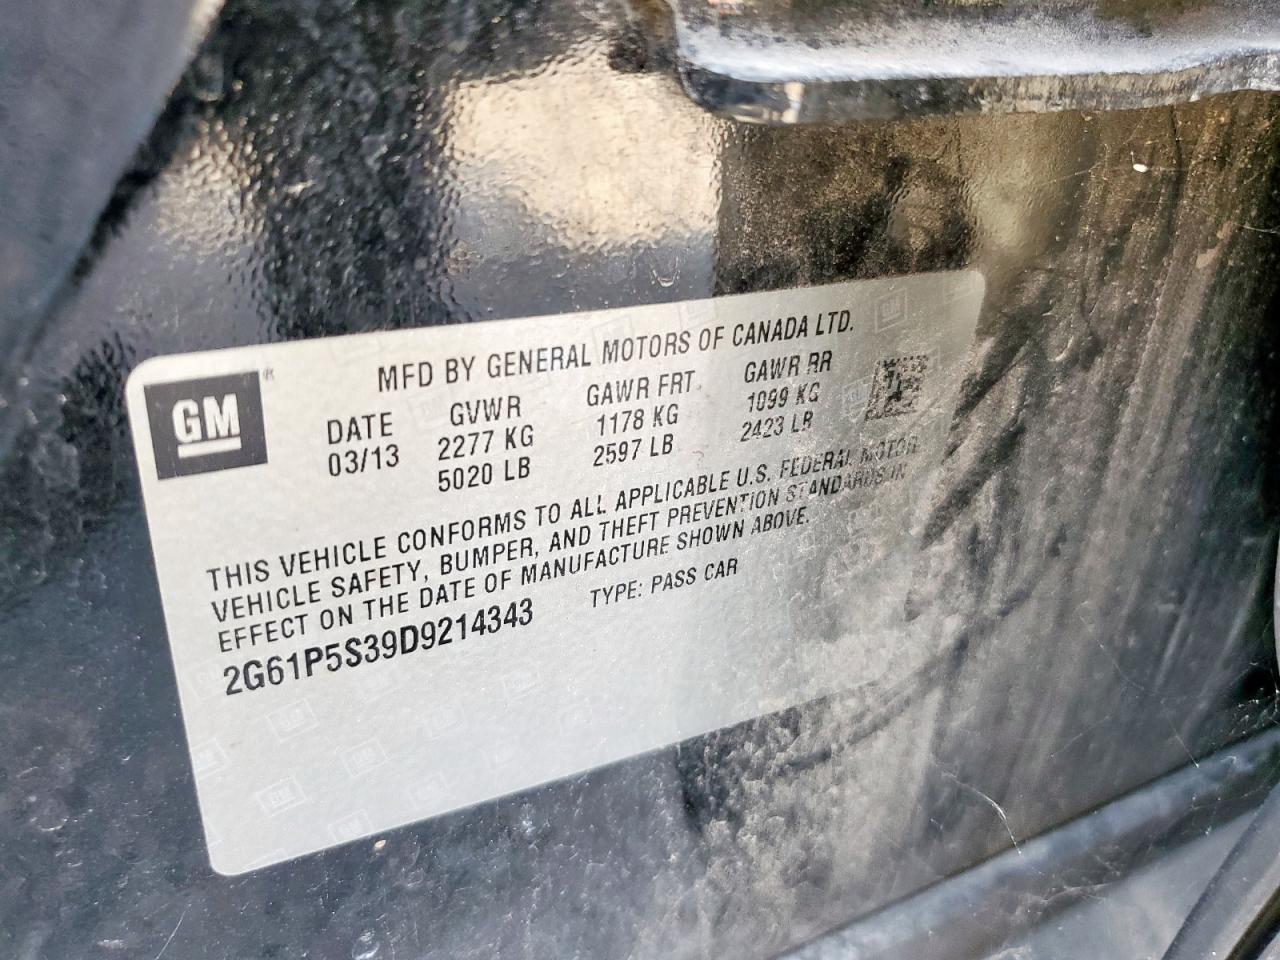 MFD BY GENERAL MOTORS OF CANADA LTD.
GM®
DATE GVWR GAWR FRT. GAWR RR
03/13 2277 KG 1178 KG 1099 KG
5020 LB 2597 LB 2423 LB
THIS VEHICLE CONFORMS TO ALL APPLICABLE U.S. FEDERAL MOTOR
VEHICLE SAFETY, BUMPER, AND THEFT PREVENTION STANDARDS IN
EFFECT ON THE DATE OF MANUFACTURE SHOWN ABOVE.
2G61P5S39D9214343 TYPE: PASS CAR